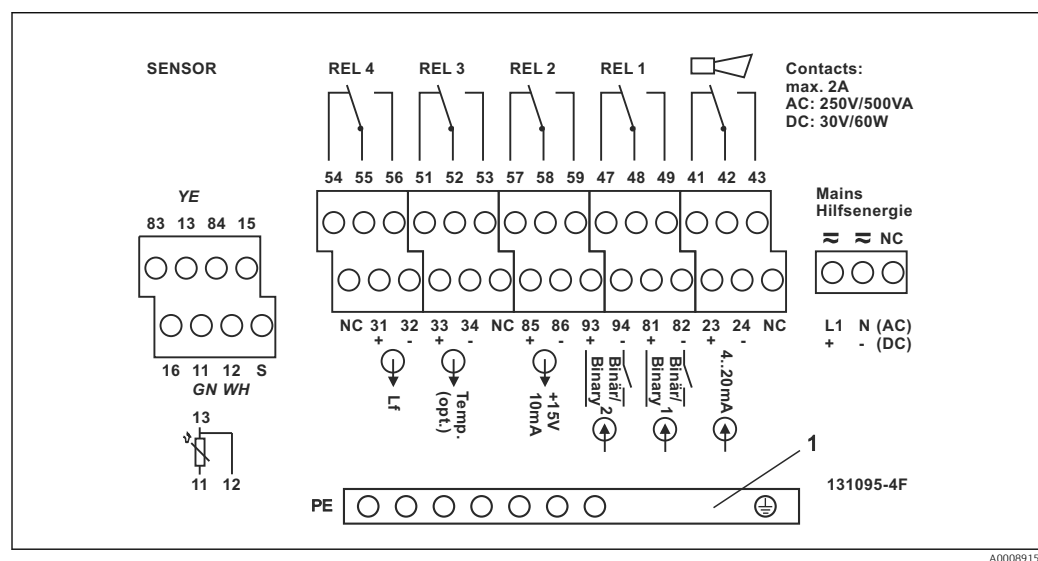 SENSOR
REL 4 REL 3 REL 2 REL 1
Contacts:
max. 2A
AC: 250V/500VA
DC: 30V/60W
54 55 56 51 52 53 57 58 59 47 48 49 41 42 43
YE
83 13 84 15
Mains
Hilfsenergie
≂ ≂ NC
NC 31 32 33 34 NC 85 86 93 94 81 82 23 24 NC
+ - + - + - + - + - + -
L1 N (AC)
+ - (DC)
16 11 12 S
GN WH
Lf
Temp.
(opt.)
+15V
10mA
Binär/
Binary 2
Binär/
Binary 1
4..20mA
13
11 12
1
131095-4F
PE
A0008915